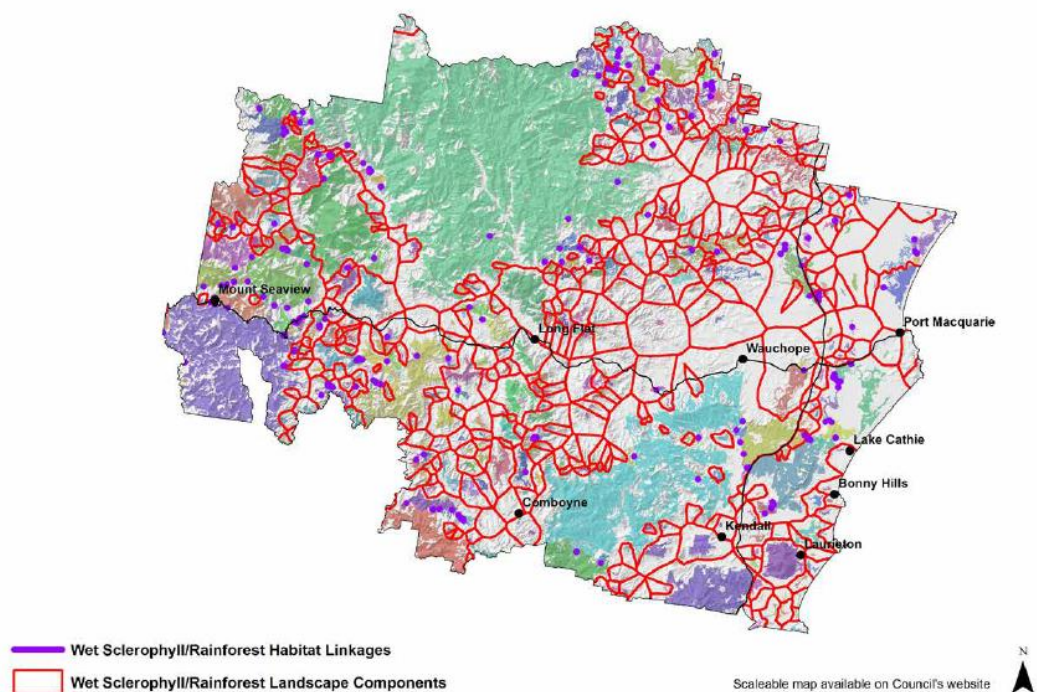 Mount Seaview
Long Flat
Port Macquarie
Wauchope
Lake Cathie
Bonny Hills
Comboyne
Kendall
Laurieton
Wet Sclerophyll/Rainforest Habitat Linkages
Wet Sclerophyll/Rainforest Landscape Components
Scaleable map available on Council's website
N